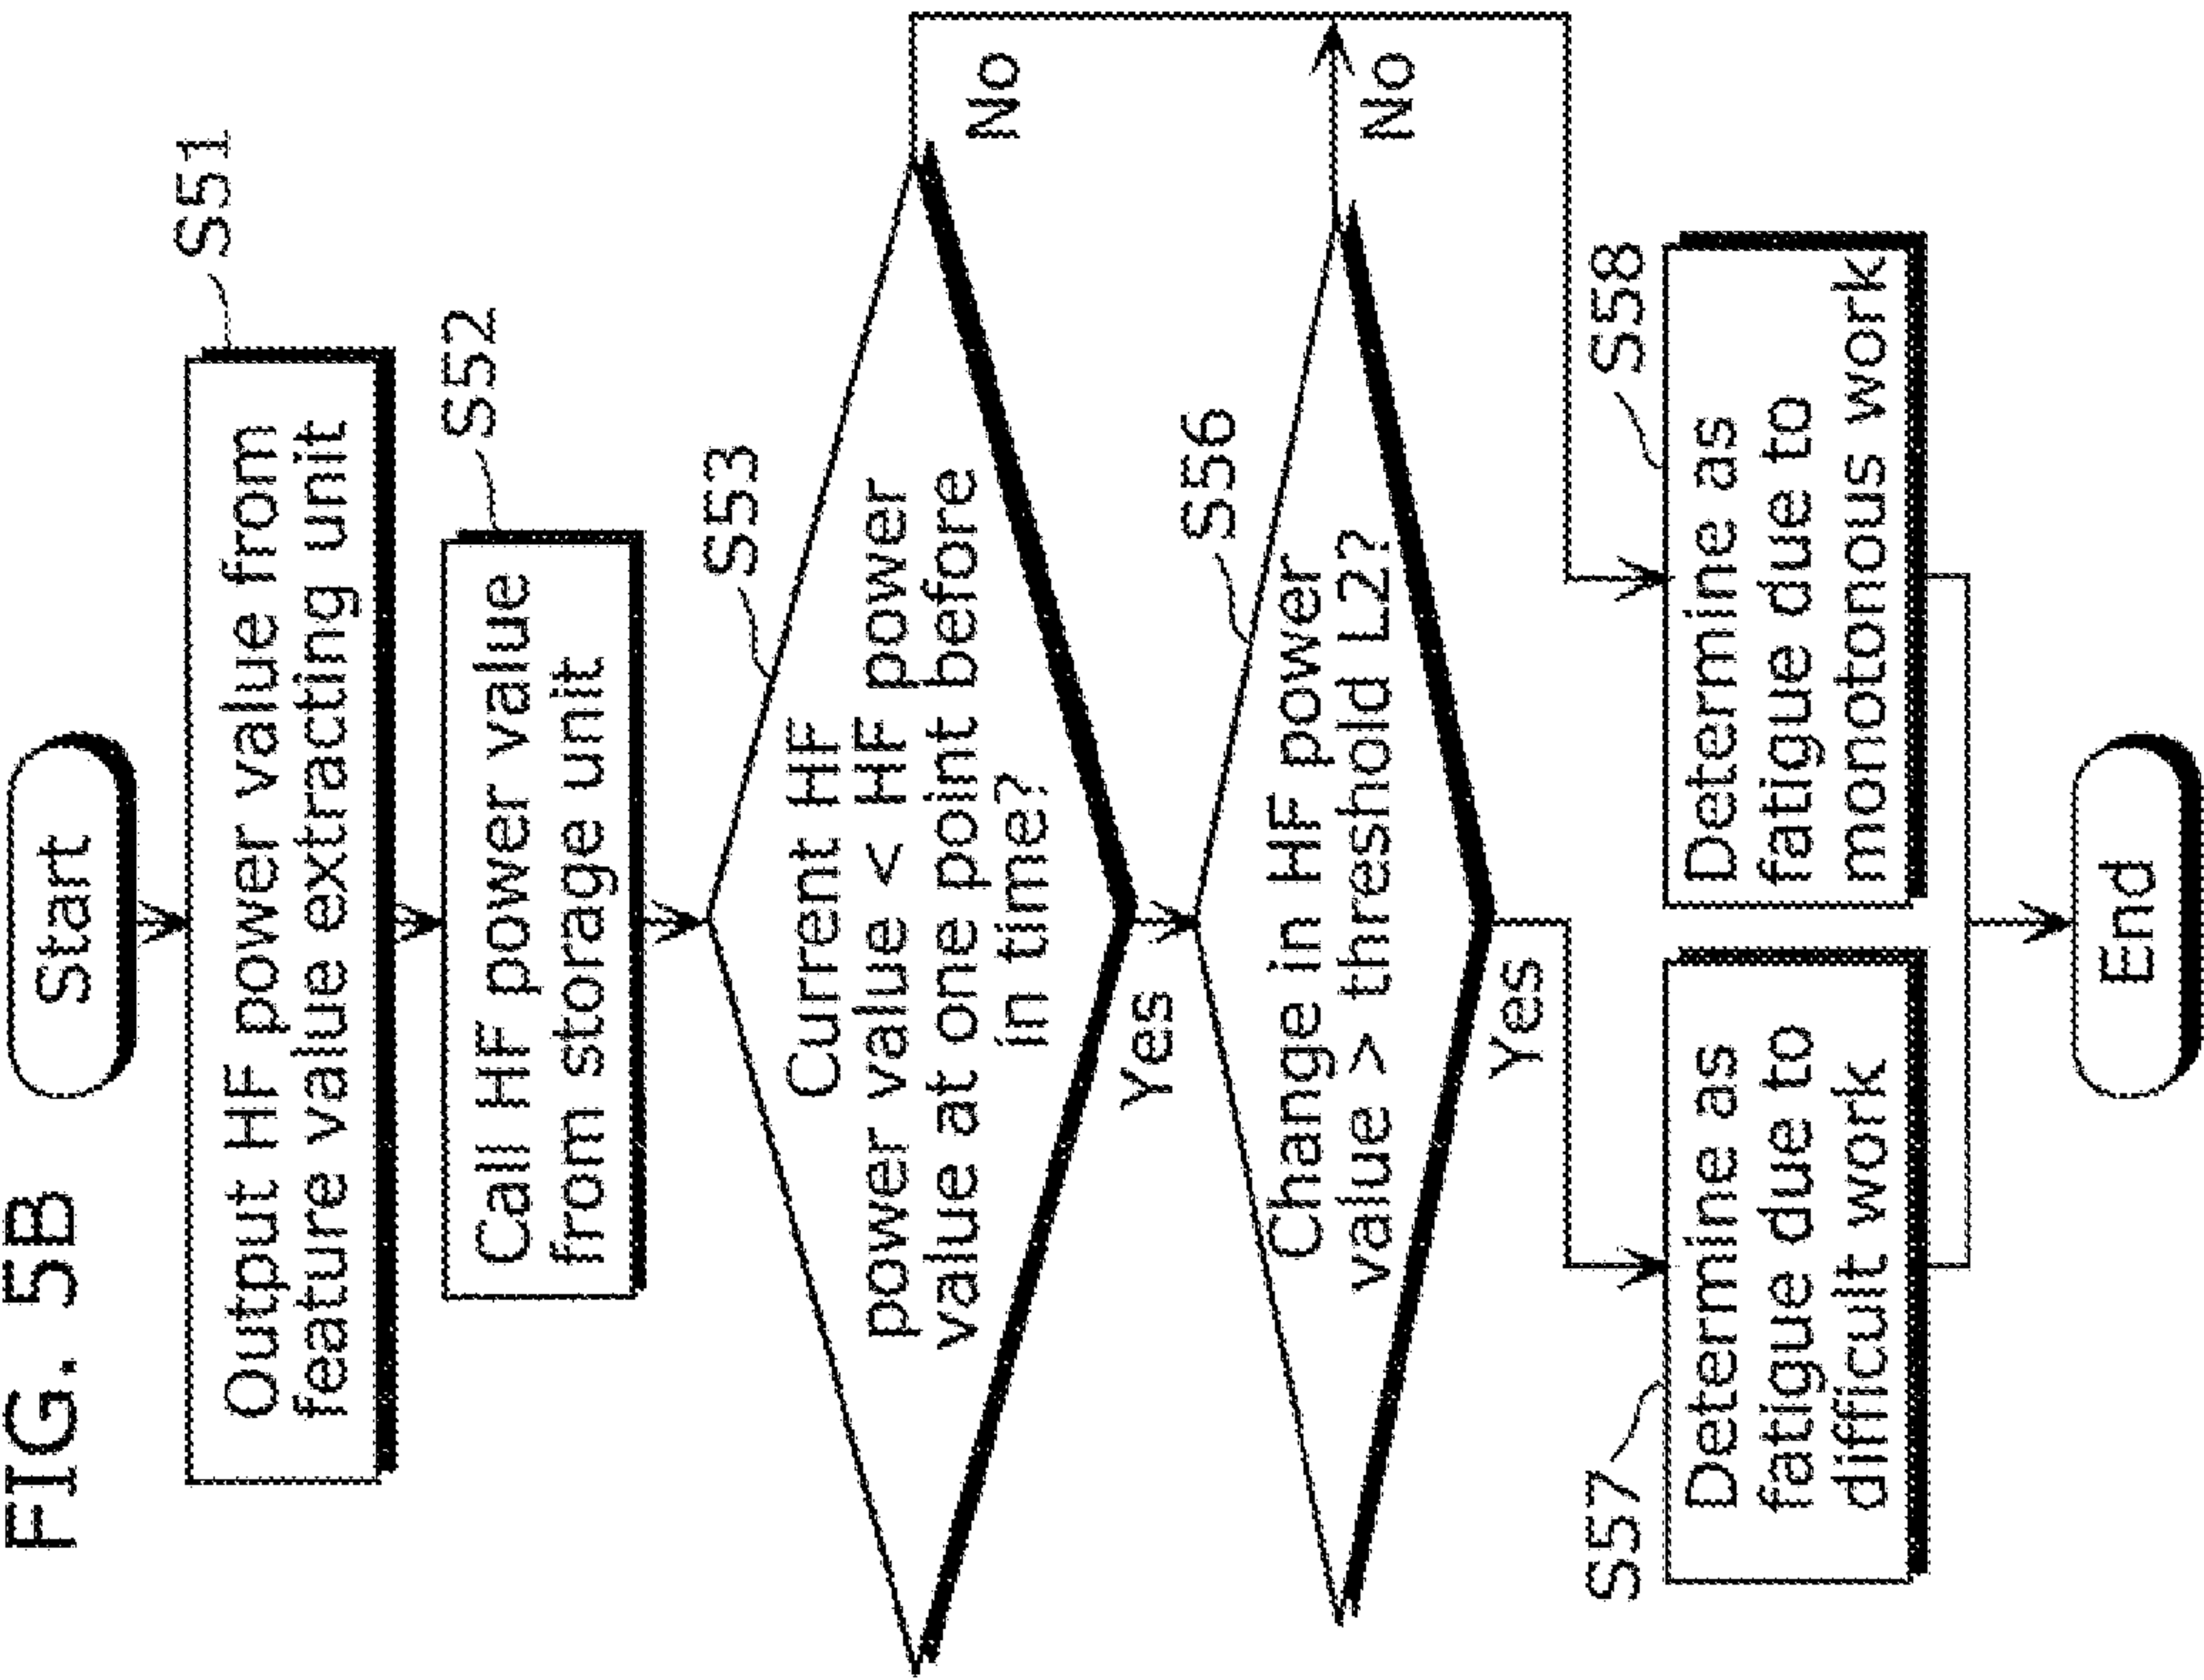 FIG. 5B
Start
S51
Output HF power value from
feature value extracting unit
S52
Call HF power value
from storage unit
S53
Current HF
power value < HF power
value at one point before
in time?
No
Yes
S56
Change in HF power
value > threshold L2?
No
Yes
S57
Determine as
fatigue due to
difficult work
S58
Determine as
fatigue due to
monotonous work
End